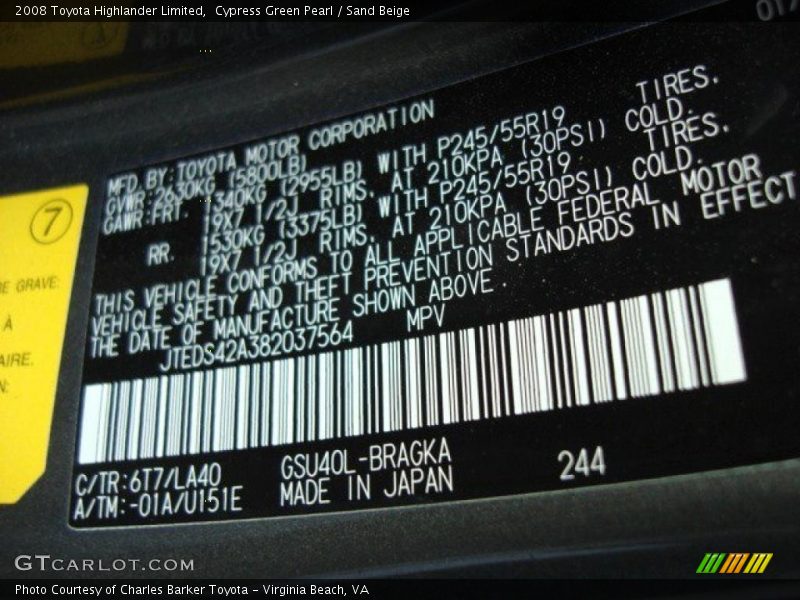 2008 Toyota Highlander Limited, Cypress Green Pearl / Sand Beige
MFD. BY: TOYOTA MOTOR CORPORATION
GVWR: 2630KG (5800LB)
GAWR: FRT. 1340KG (2955LB) WITH P245/55R19 TIRES,
19X7 1/2J RIMS, AT 210KPA (30PSI) COLD.
RR. 1530KG (3375LB) WITH P245/55R19 TIRES,
19X7 1/2J RIMS, AT 210KPA (30PSI) COLD.
THIS VEHICLE CONFORMS TO ALL APPLICABLE FEDERAL MOTOR
VEHICLE SAFETY AND THEFT PREVENTION STANDARDS IN EFFECT
THE DATE OF MANUFACTURE SHOWN ABOVE.
JTEDS42A382037564 MPV
C/TR: 6T7/LA40 GSU40L-BRAGKA 244
A/TM: -01A/U151E MADE IN JAPAN
7
GRAVE:
À
GTCARLOT.COM
Photo Courtesy of Charles Barker Toyota - Virginia Beach, VA